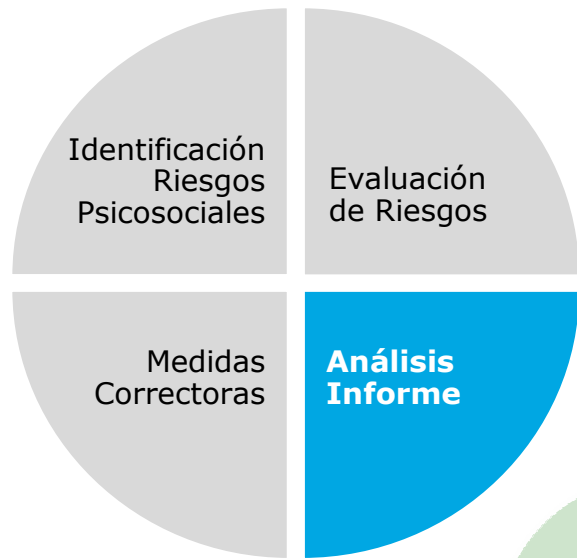 Identificación
Riesgos
Psicosociales
Evaluación
de Riesgos
Medidas
Correctoras
Análisis
Informe